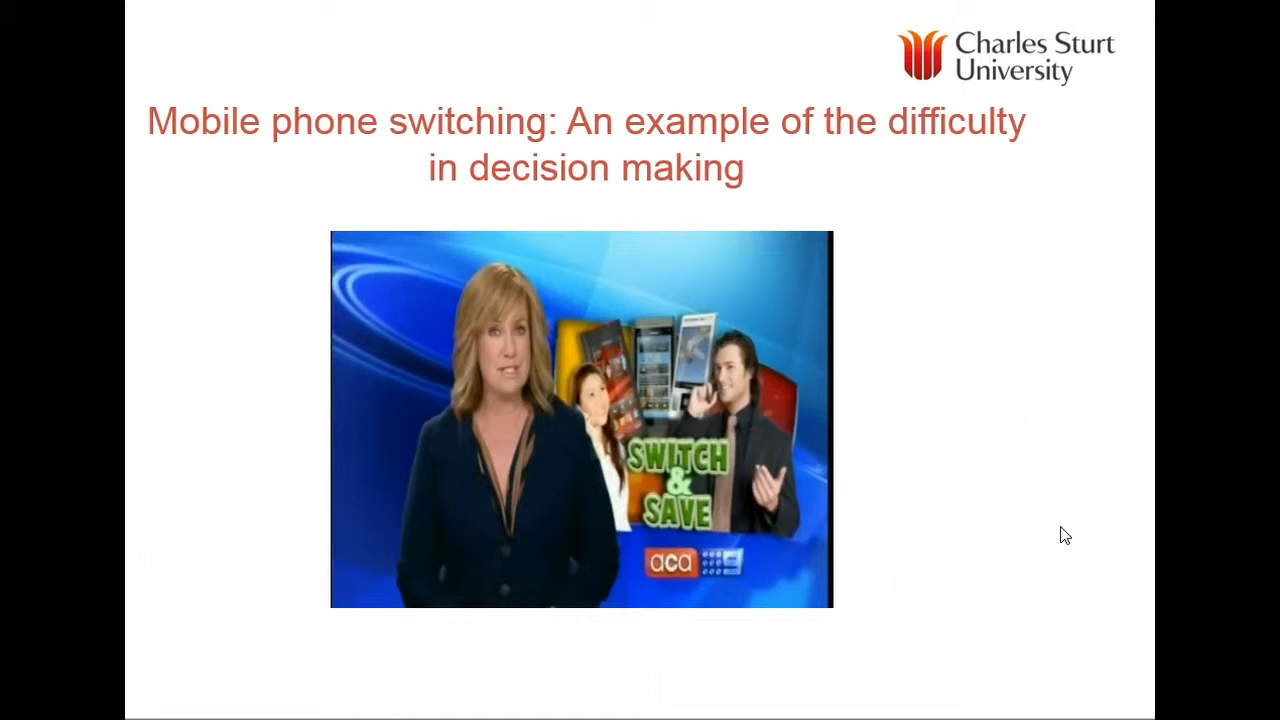 Charles Sturt
University
Mobile phone switching: An example of the difficulty
in decision making
SWITCH
&
SAVE
aca